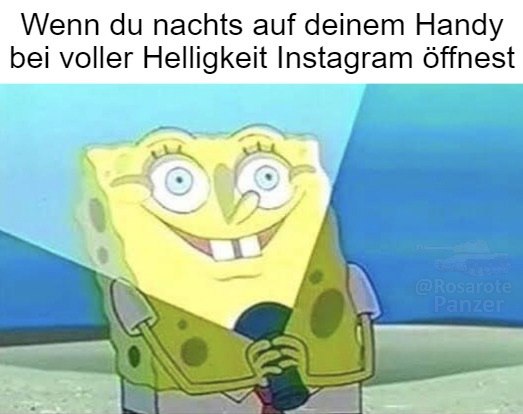 Wenn du nachts auf deinem Handy
bei voller Helligkeit Instagram öffnest
@Rosarote
Panzer